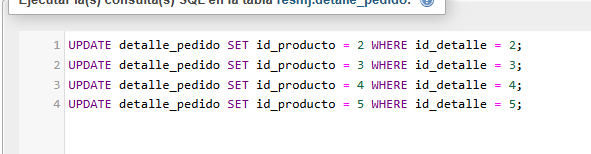 Ejecutar la(s) consulta(s) SQL en la tabla resmj.detalle_pedido:
1 UPDATE detalle_pedido SET id_producto = 2 WHERE id_detalle = 2;
2 UPDATE detalle_pedido SET id_producto = 3 WHERE id_detalle = 3;
3 UPDATE detalle_pedido SET id_producto = 4 WHERE id_detalle = 4;
4 UPDATE detalle_pedido SET id_producto = 5 WHERE id_detalle = 5;